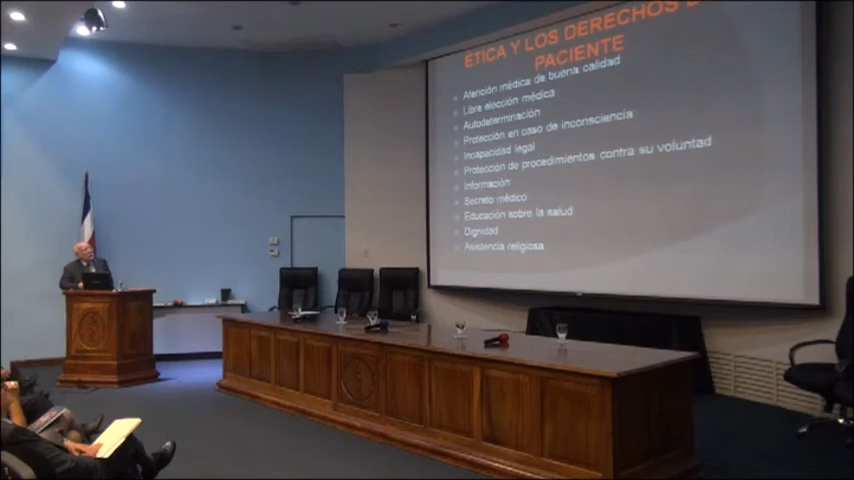 ÉTICA Y LOS DERECHOS D
PACIENTE
Atención médica de buena calidad
Libre elección médica
Autodeterminación
Protección en caso de inconsciencia
Incapacidad legal
Protección de procedimientos contra su voluntad
Información
Secreto médico
Educación sobre la salud
Dignidad
Asistencia religiosa